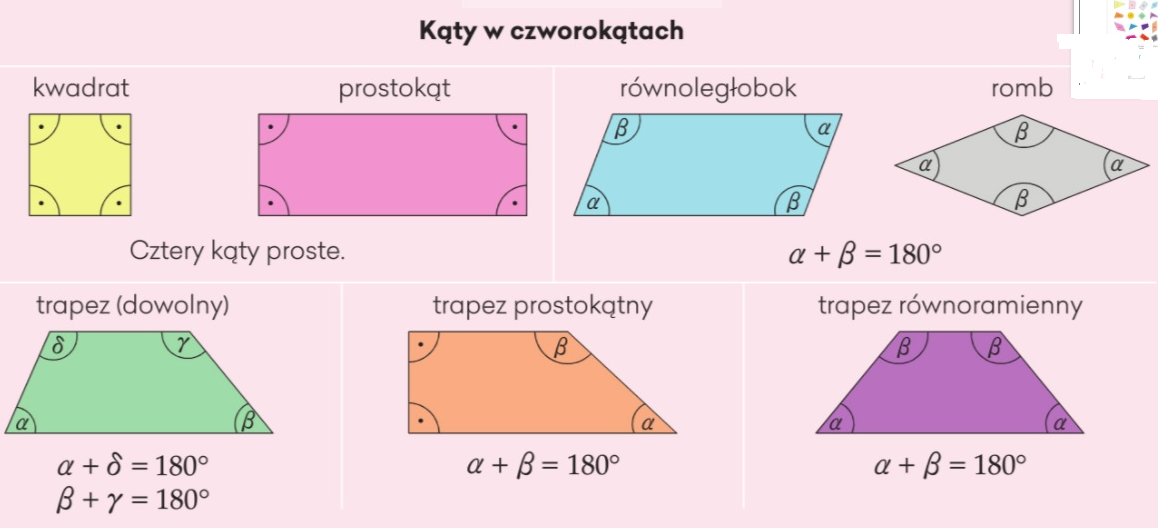 Kąty w czworokątach
kwadrat
prostokąt
Cztery kąty proste.
równoległobok
β α
α β
romb
β
α α
β
α + β = 180°
trapez (dowolny)
δ γ
α β
α + δ = 180°
β + γ = 180°
trapez prostokątny
β
α
α + β = 180°
trapez równoramienny
β β
α α
α + β = 180°